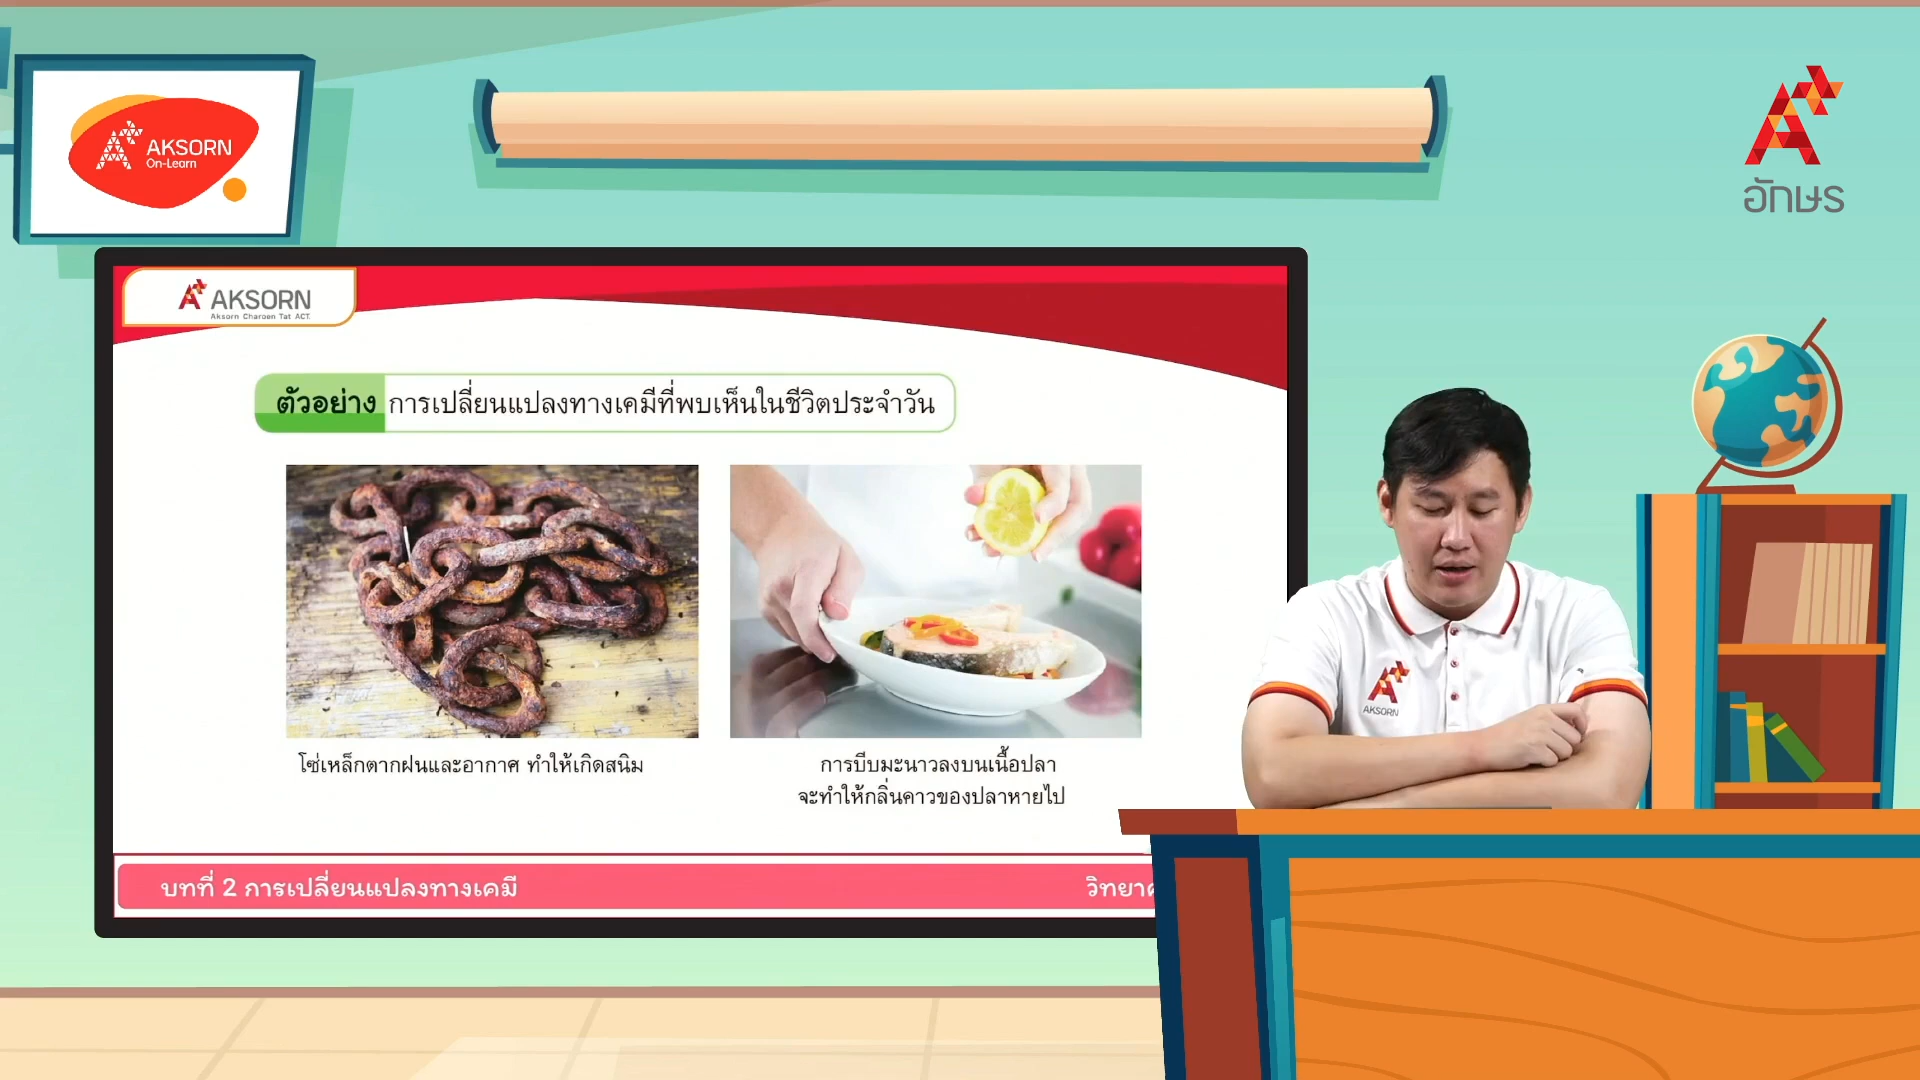 AKSORN
On-Learn
อักษร
AKSORN
Aksorn Charoen Tat ACT.
ตัวอย่าง การเปลี่ยนแปลงทางเคมีที่พบเห็นในชีวิตประจำวัน
โซ่เหล็กตากฝนและอากาศ ทำให้เกิดสนิม
การบีบมะนาวลงบนเนื้อปลา
จะทำให้กลิ่นคาวของปลาหายไป
AKSORN
บทที่ 2 การเปลี่ยนแปลงทางเคมี